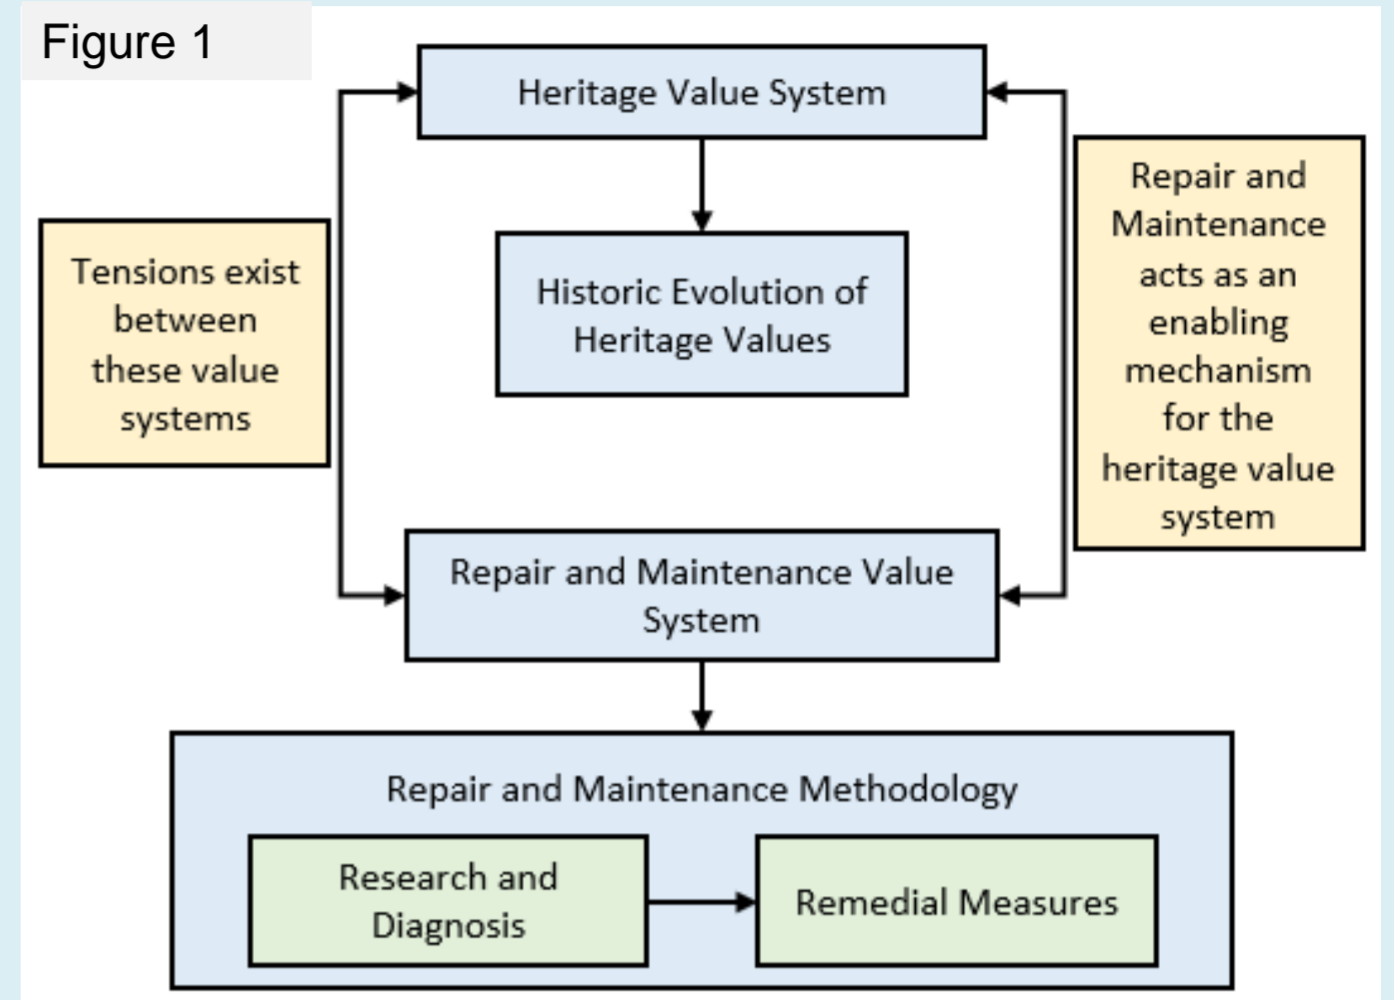 Figure 1
Heritage Value System
Tensions exist
between
these value
systems
Historic Evolution of
Heritage Values
Repair and
Maintenance
acts as an
enabling
mechanism
for the
heritage value
system
Repair and Maintenance Value
System
Repair and Maintenance Methodology
Research and
Diagnosis
Remedial Measures